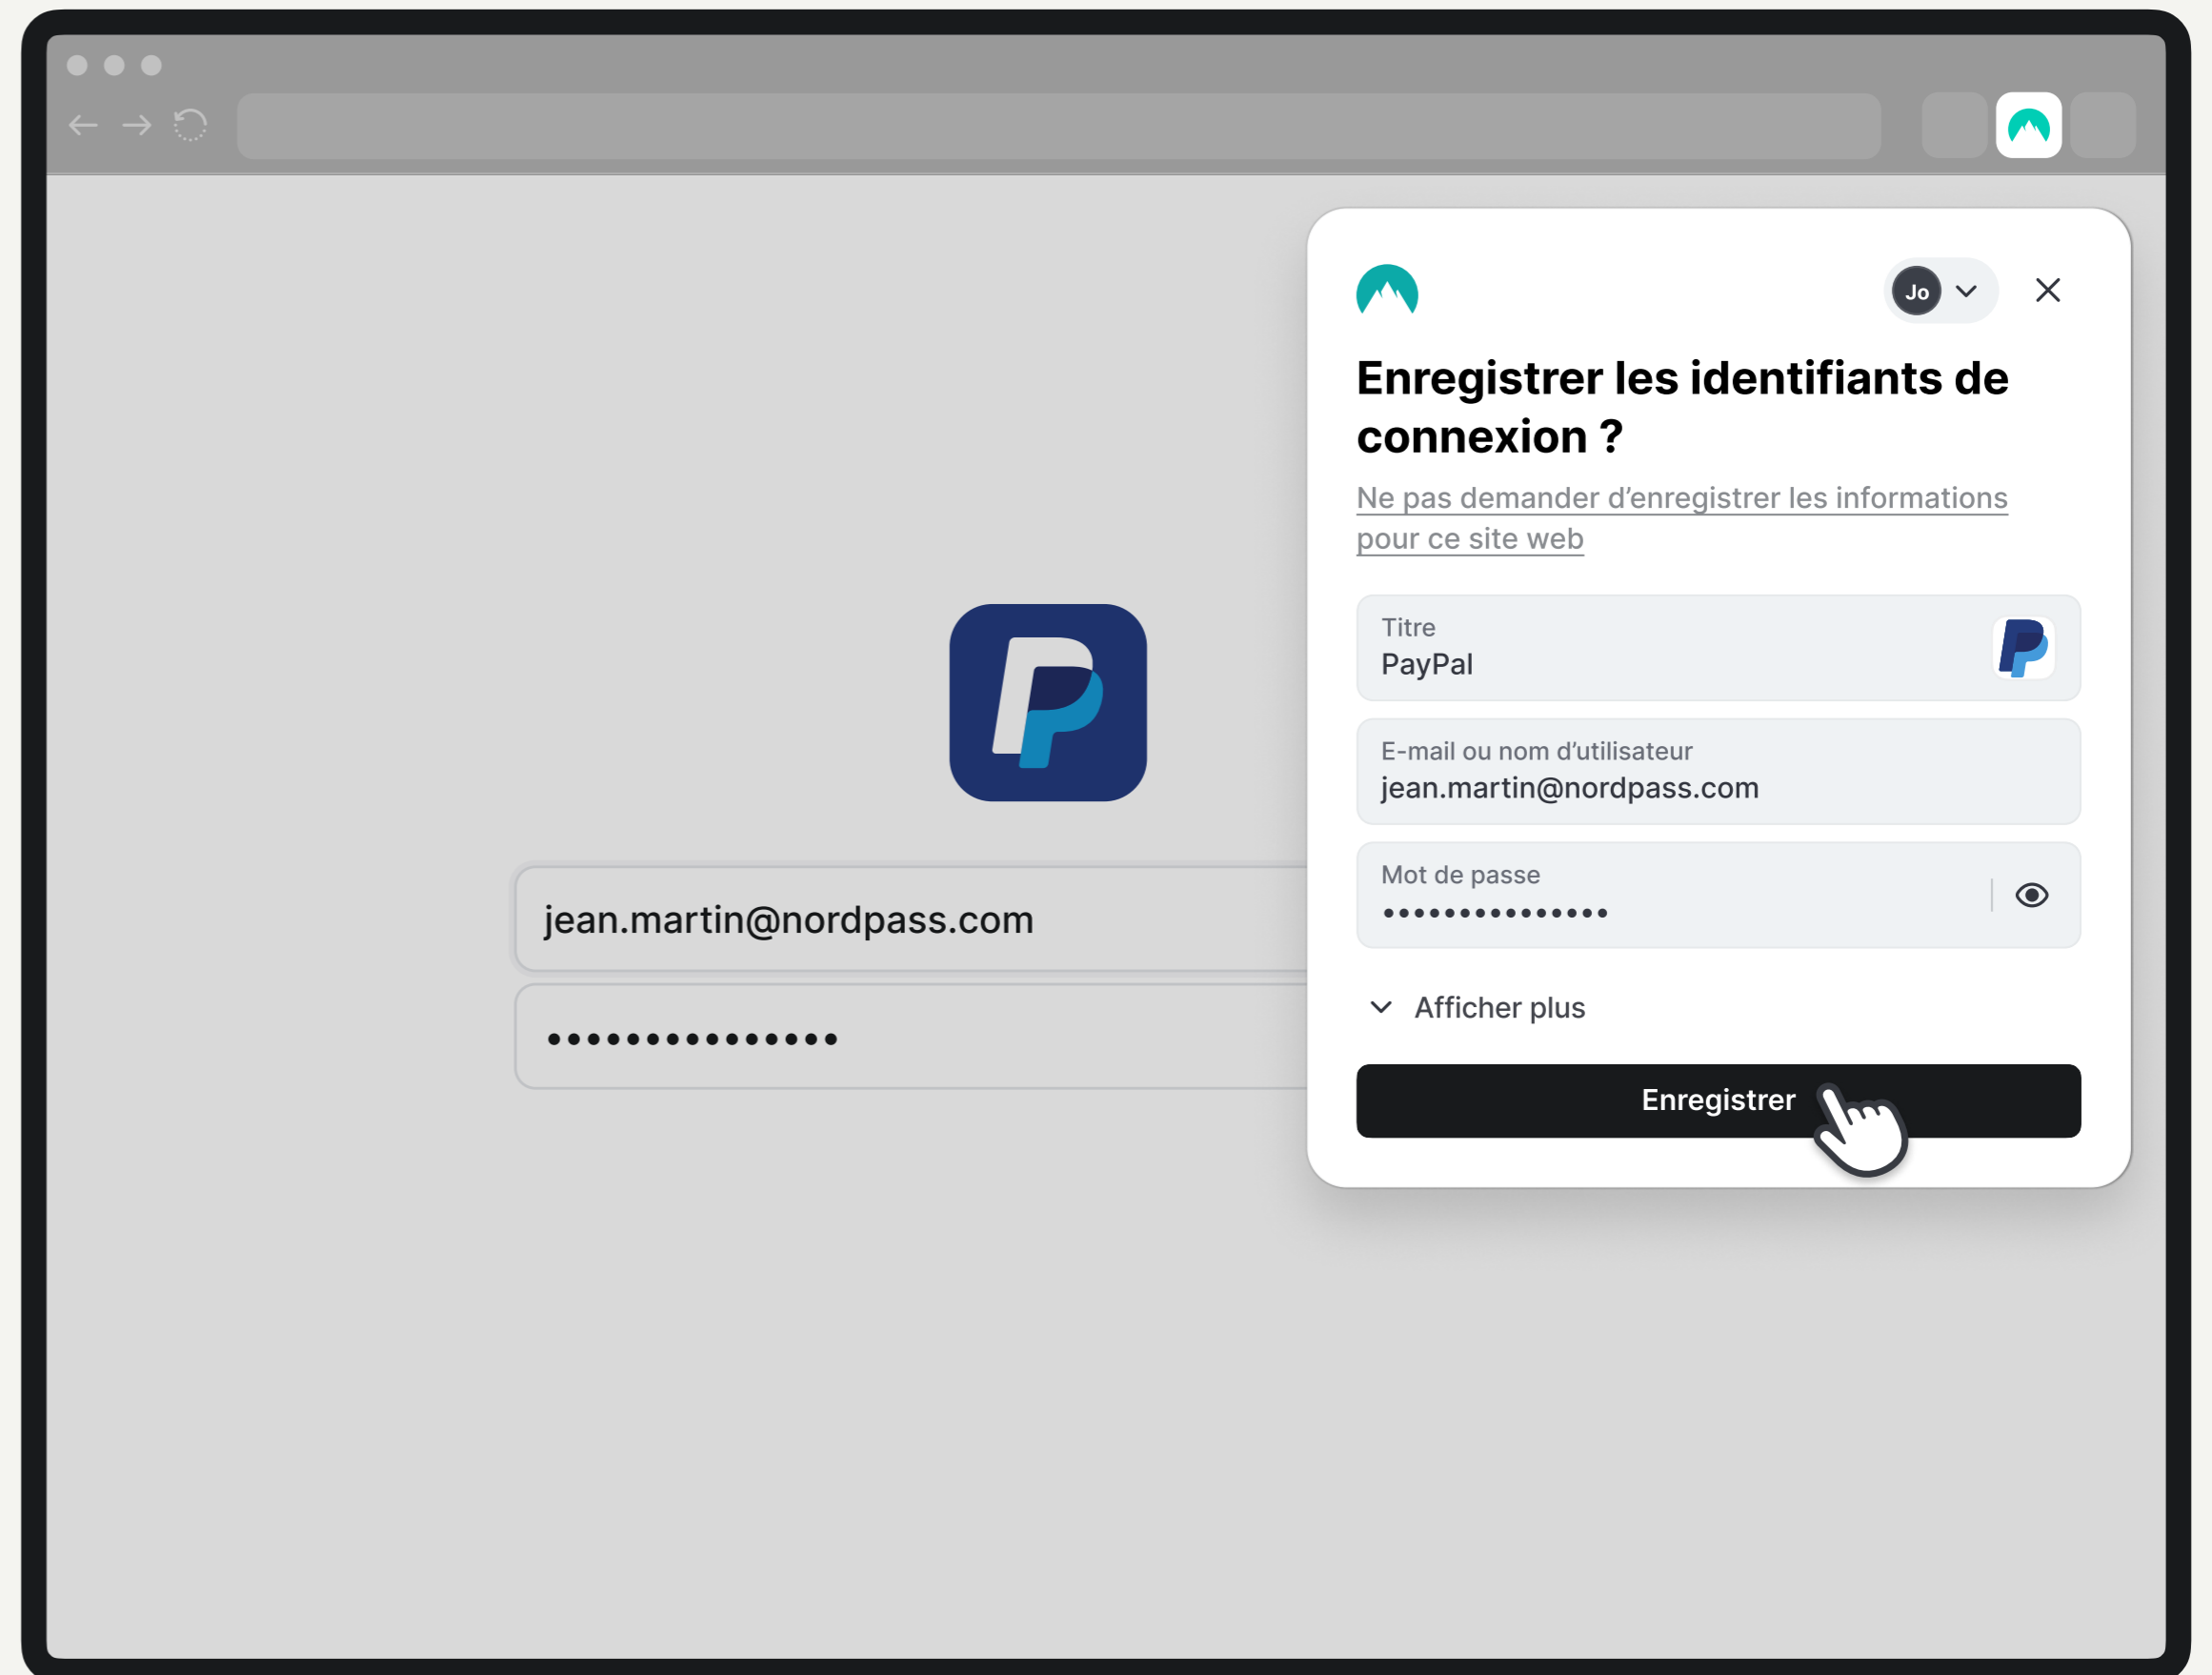 Jo
Enregistrer les identifiants de
connexion ?
Ne pas demander d’enregistrer les informations
pour ce site web
Titre
PayPal
E-mail ou nom d’utilisateur
jean.martin@nordpass.com
Mot de passe
•••••••••••••••
Afficher plus
Enregistrer
jean.martin@nordpass.com
•••••••••••••••